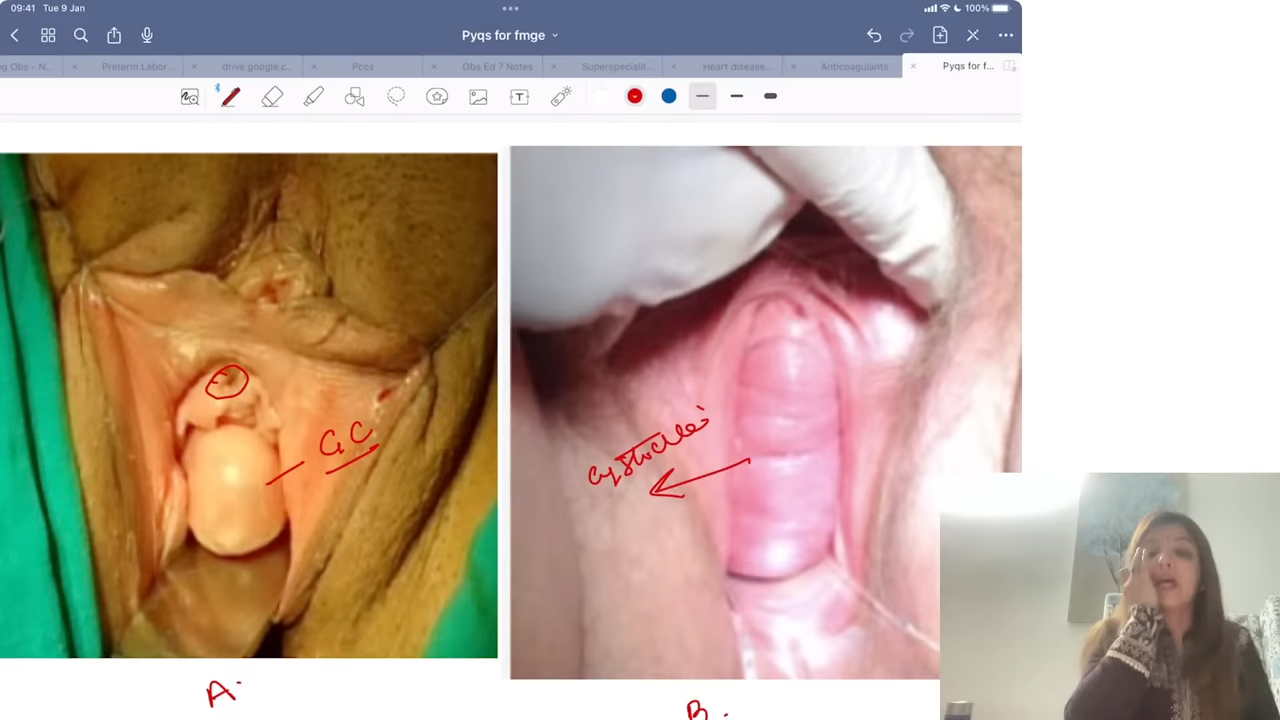 09:41 Tue 9 Jan
100%
Pyqs for fmge
g Obs – N...
Preterm Labor...
drive.google.c...
Pcos
Obs Ed 7 Notes
Superspecialit...
Heart disease...
Anticoagulants
Pyqs for f...
T
GC
A.
B.